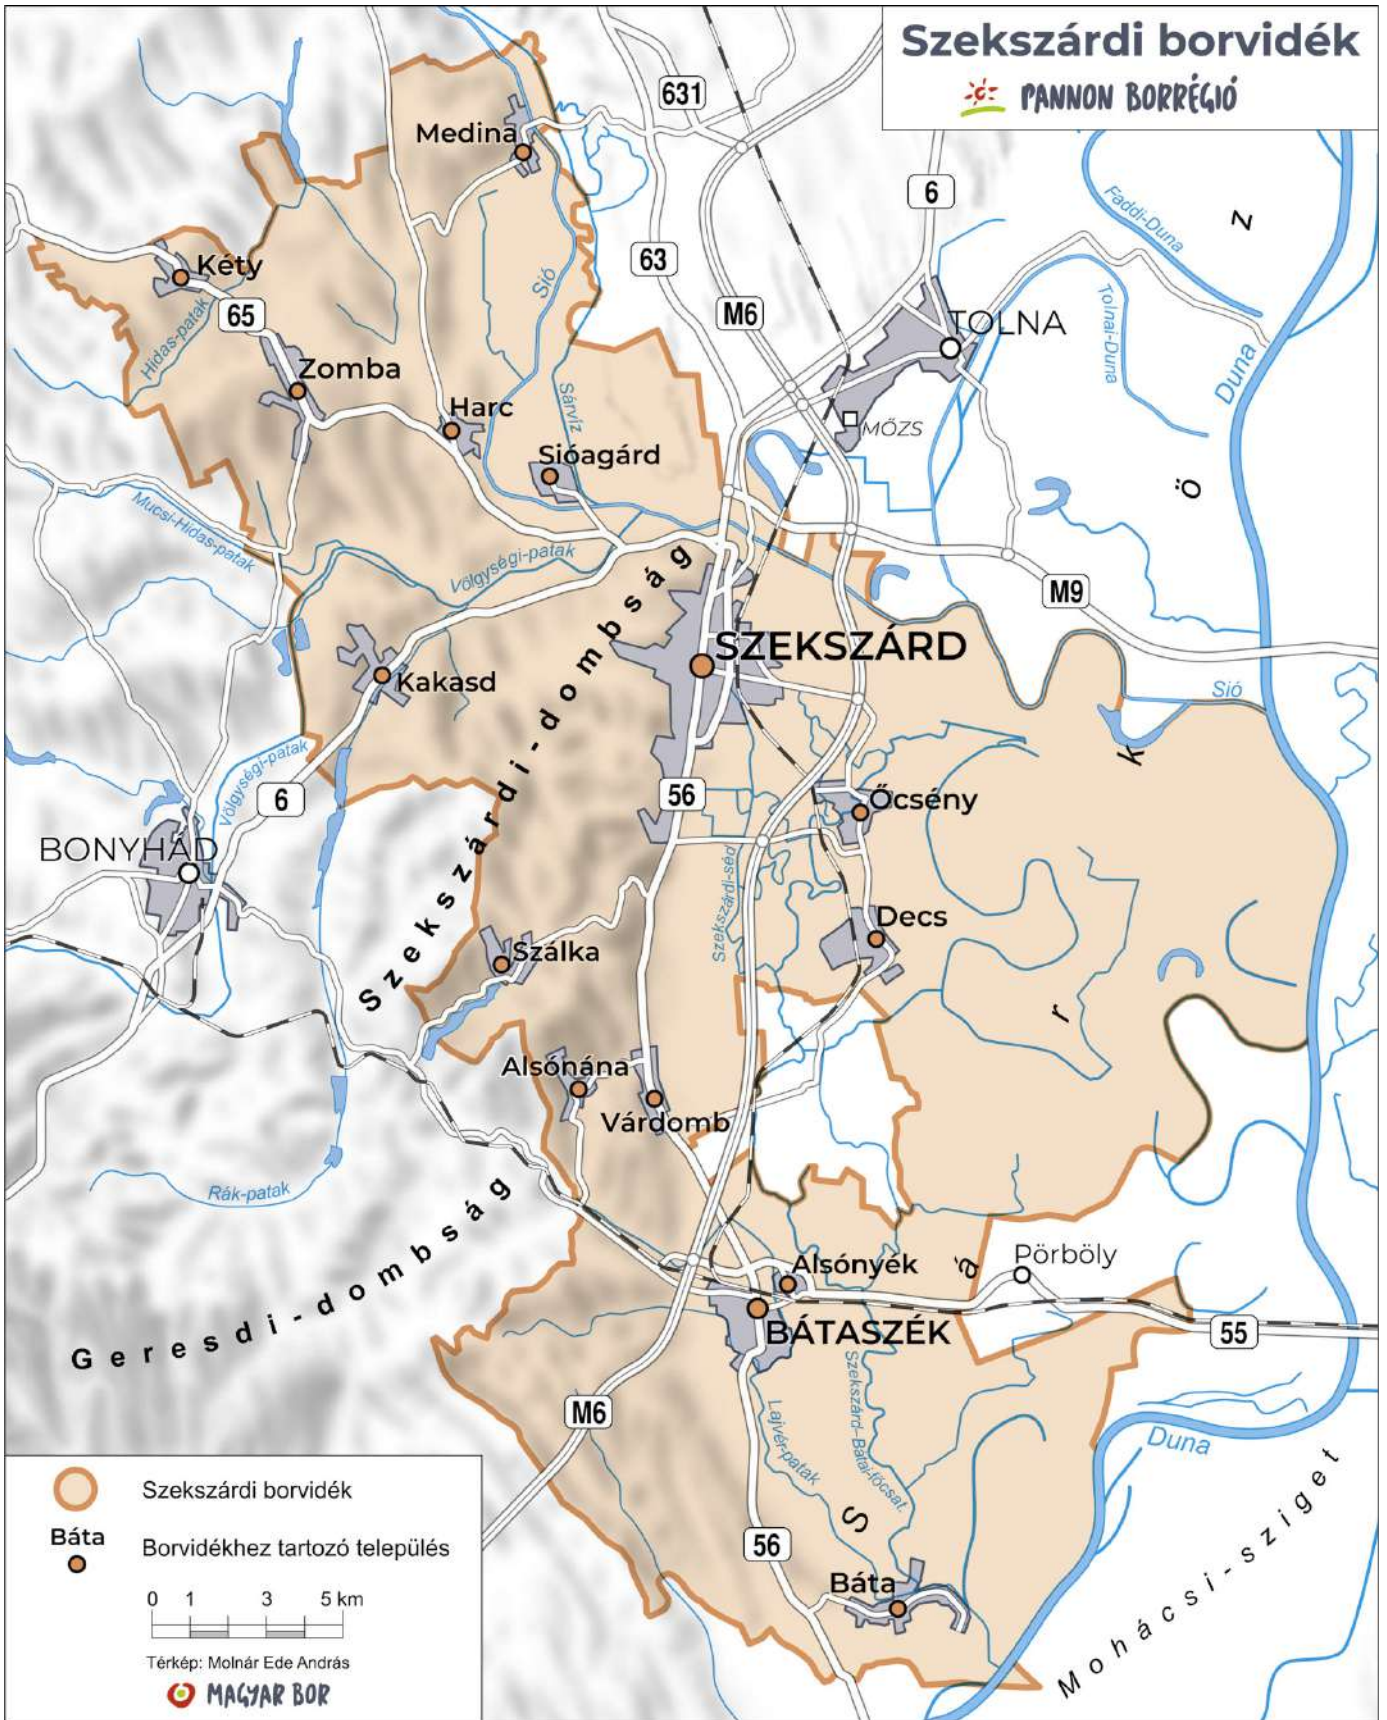 Szekszárdi borvidék
PANNON BORRÉGIÓ
631
Medina
6
Faddi-Duna
z
Kéty
63
Sió
65
M6
Hidas-patak
TOLNA
Tolnai-Duna
Duna
Zomba
Harc
Sárvíz
MŐZS
Sióagárd
ö
Mucsi-Hidas-patak
Völgységi-patak
M9
SZEKSZÁRD
Kakasd
Sió
k
Völgységi-patak
6
56
Őcsény
BONYHÁD
Szekszárdi-séd
Decs
Szálka
Szekszárdi-dombság
r
Alsónána
Várdomb
Rák-patak
Geresdi-dombság
á
Pörböly
Alsónyék
BÁTASZÉK
55
Szekszárd-Bátai-főcsat.
Lajvér-patak
M6
Duna
S
56
Báta
Mohácsi-sziget
Szekszárdi borvidék
Báta
Borvidékhez tartozó település
0 1 3 5 km
Térkép: Molnár Ede András
MAGYAR BOR